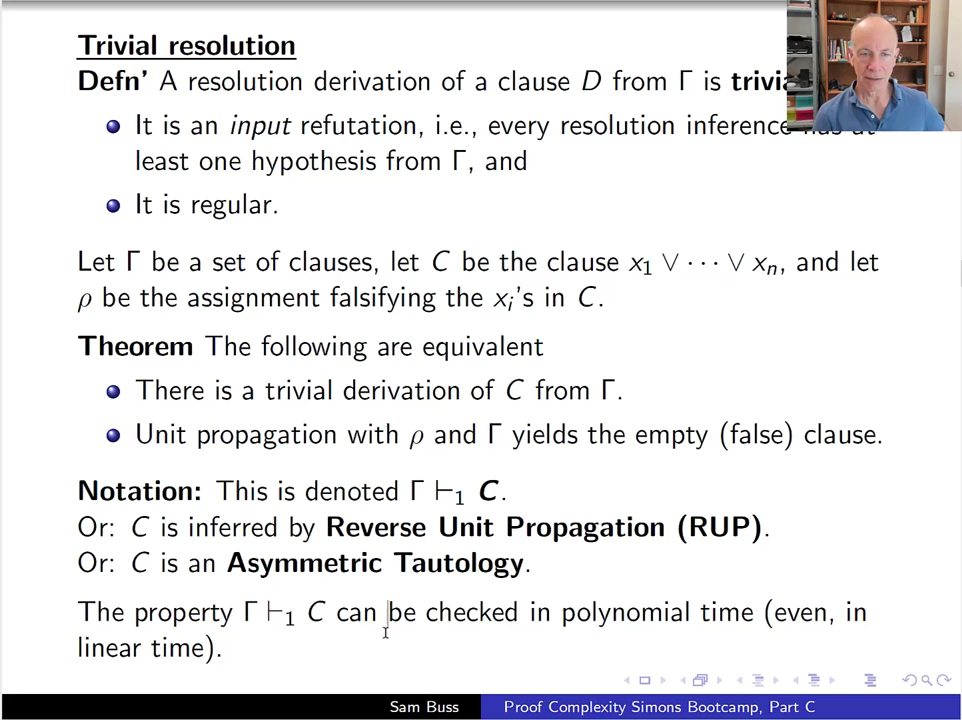 Trivial resolution
Defn' A resolution derivation of a clause D from Γ is
It is an input refutation, i.e., every resolution inference
least one hypothesis from Γ, and
It is regular.
Let Γ be a set of clauses, let C be the clause x₁ ∨ ⋯ ∨ xₙ, and let
ρ be the assignment falsifying the xᵢ's in C.
Theorem The following are equivalent
There is a trivial derivation of C from Γ.
Unit propagation with ρ and Γ yields the empty (false) clause.
Notation: This is denoted Γ ⊢₁ C.
Or: C is inferred by Reverse Unit Propagation (RUP).
Or: C is an Asymmetric Tautology.
The property Γ ⊢₁ C can be checked in polynomial time (even, in
linear time).
Sam Buss Proof Complexity Simons Bootcamp, Part C